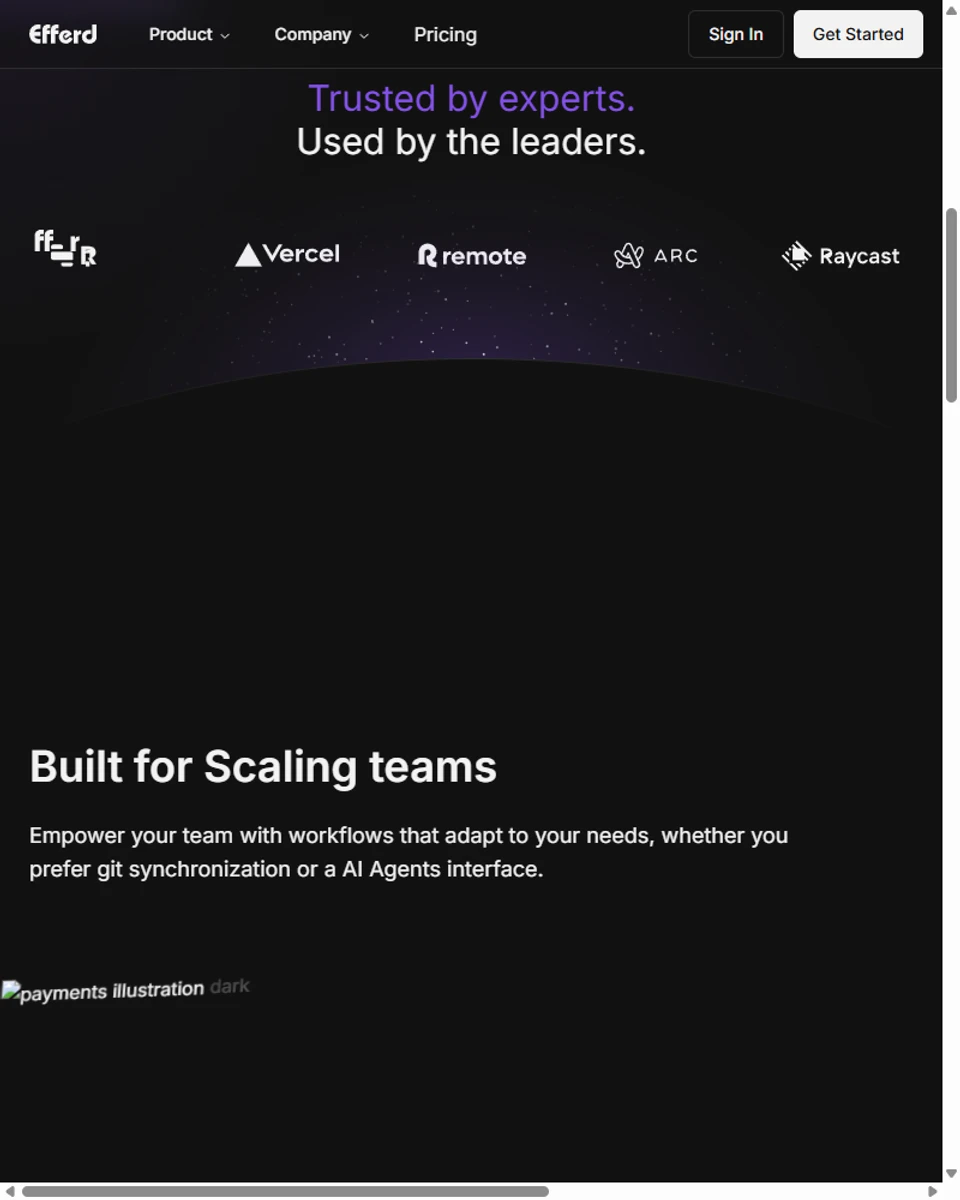 Efferd
Product
Company
Pricing
Sign In
Get Started
Trusted by experts.
Used by the leaders.
Vercel
remote
ARC
Raycast
Built for Scaling teams
Empower your team with workflows that adapt to your needs, whether you
prefer git synchronization or a AI Agents interface.
payments illustration dark